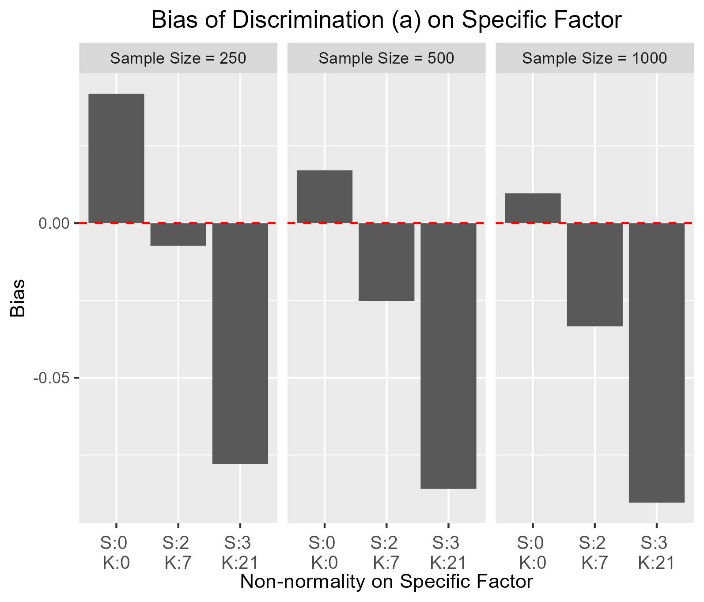 Bias of Discrimination (a) on Specific Factor
Sample Size = 250
Sample Size = 500
Sample Size = 1000
0.00
-0.05
Bias
S:0
K:0
S:2
K:7
S:3
K:21
S:0
K:0
S:2
K:7
S:3
K:21
S:0
K:0
S:2
K:7
S:3
K:21
Non-normality on Specific Factor